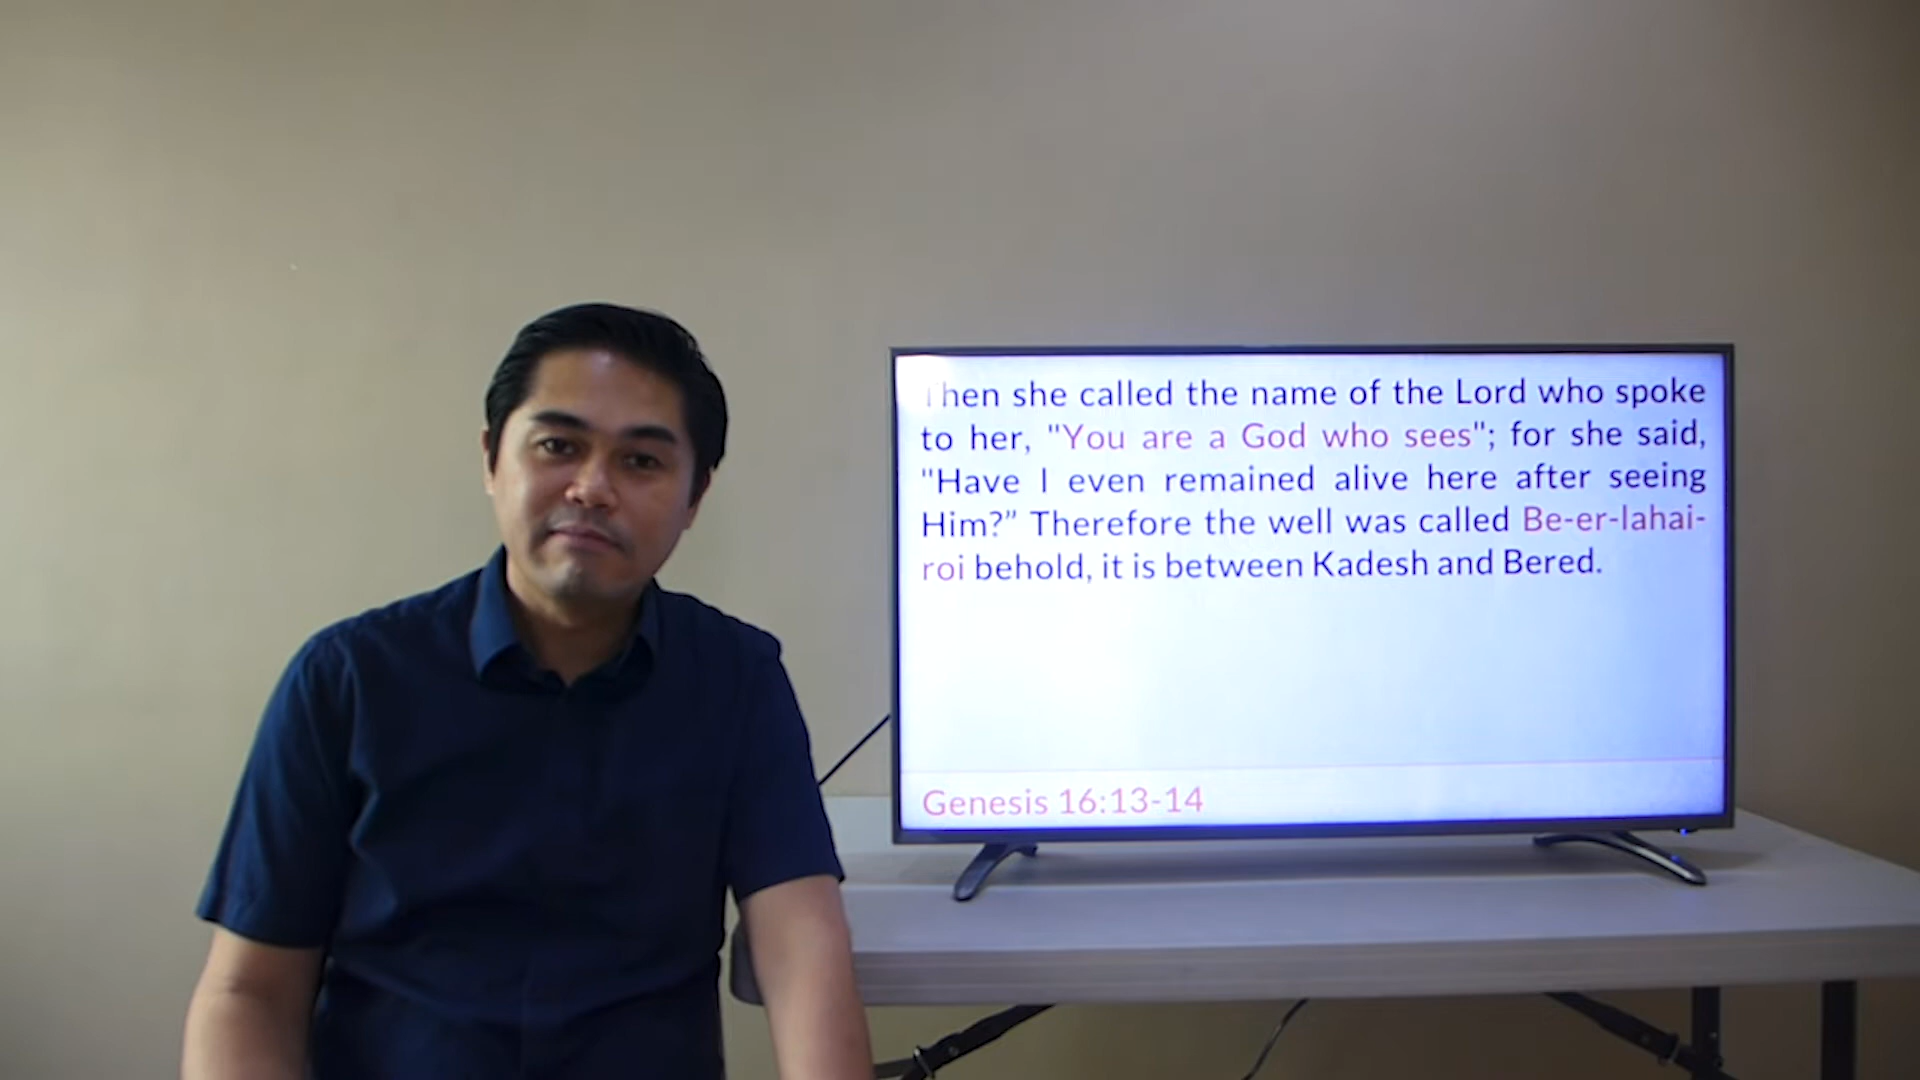 Then she called the name of the Lord who spoke
to her, "You are a God who sees"; for she said,
"Have I even remained alive here after seeing
Him?” Therefore the well was called Be-er-lahai-
roi behold, it is between Kadesh and Bered.
Genesis 16:13-14